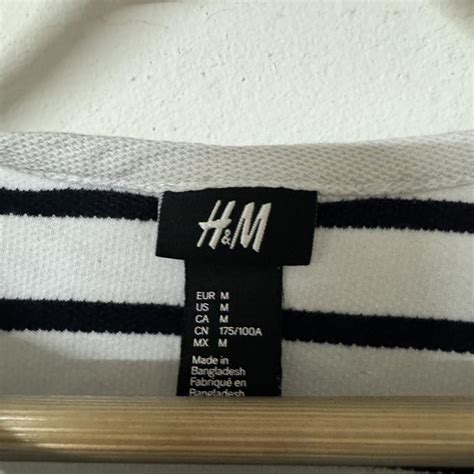 H&M
EUR M
US M
CA M
CN 175/100A
MX M
Made in
Bangladesh
Fabriqué en
Bangladesh